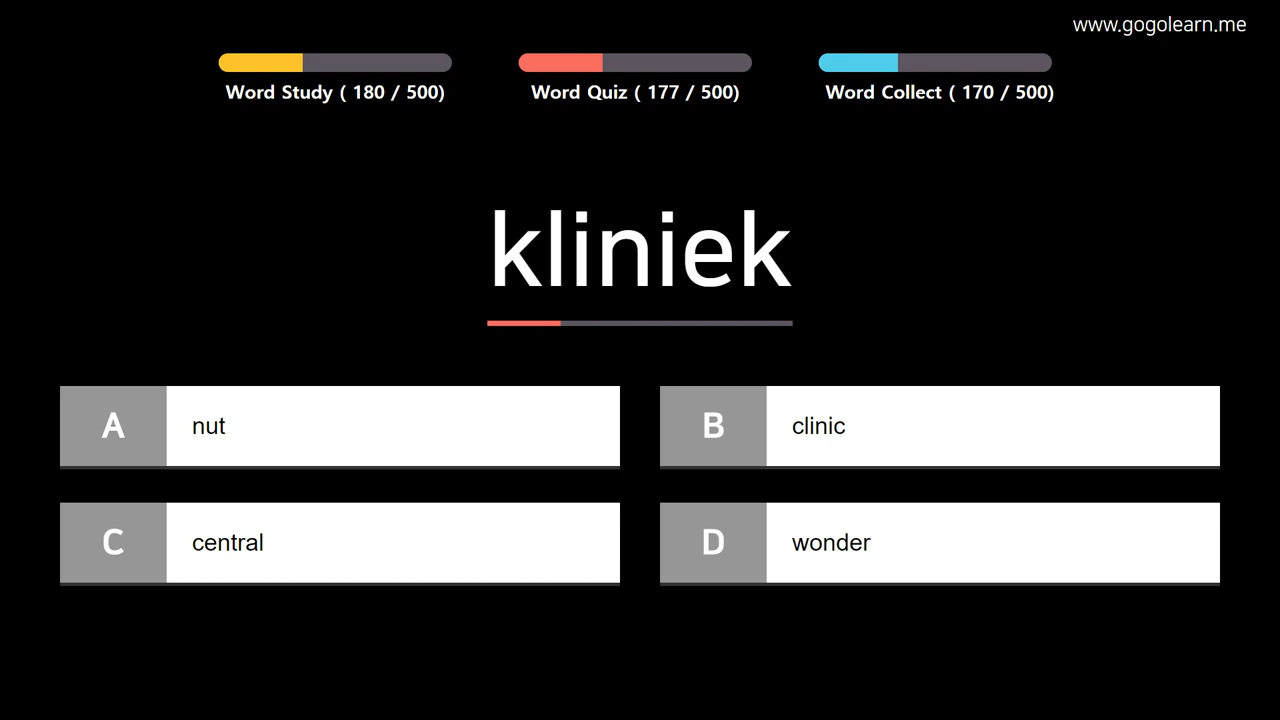 www.gogolearn.me
Word Study ( 180 / 500)
Word Quiz ( 177 / 500)
Word Collect ( 170 / 500)
kliniek
A nut
B clinic
C central
D wonder